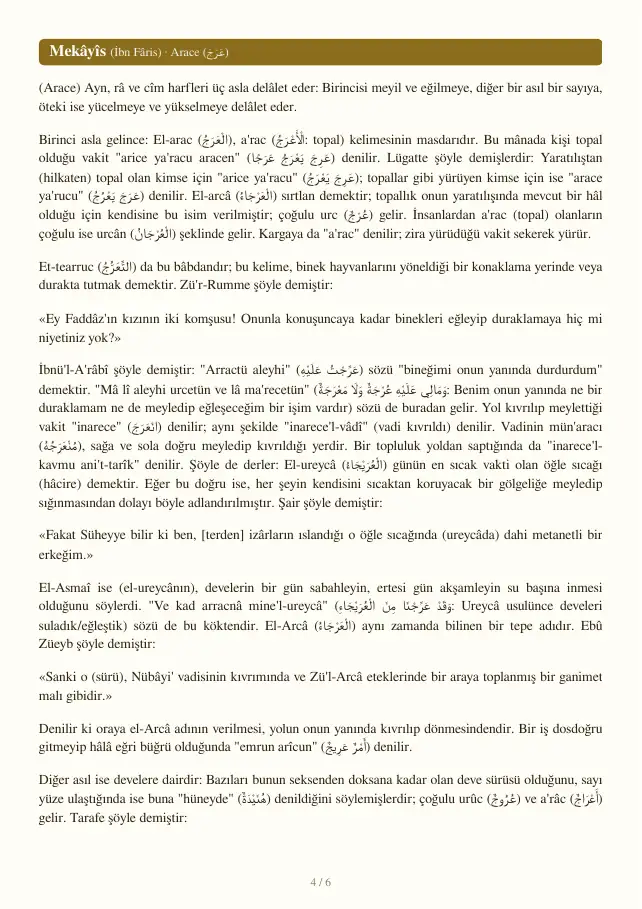 Mekâyîs (İbn Fâris) · Arace (عَرَجَ)
(Arace) Ayn, râ ve cîm harfleri üç asla delâlet eder: Birincisi meyil ve eğilmeye, diğer bir asıl bir sayıya,
öteki ise yücelmeye ve yükselmeye delâlet eder.
Birinci asla gelince: El-arac (الْعَرَجُ), a'rac (الْأَعْرَجُ: topal) kelimesinin masdarıdır. Bu mânada kişi topal
olduğu vakit "arice ya'racu aracen" (عَرِجَ يَعْرَجُ عَرَجًا) denilir. Lügatte şöyle demişlerdir: Yaratılıştan
(hilkaten) topal olan kimse için "arice ya'racu" (عَرِجَ يَعْرَجُ); topallar gibi yürüyen kimse için ise "arace
ya'rucu" (عَرَجَ يَعْرُجُ) denilir. El-arcâ (الْعَرْجَاءُ) sırtlan demektir; topallık onun yaratılışında mevcut bir hâl
olduğu için kendisine bu isim verilmiştir; çoğulu urc (عُرْجٌ) gelir. İnsanlardan a'rac (topal) olanların
çoğulu ise urcân (الْعُرْجَانُ) şeklinde gelir. Kargaya da "a'rac" denilir; zira yürüdüğü vakit sekerek yürür.
Et-tearruc (التَّعَرُّجُ) da bu bâbdandır; bu kelime, binek hayvanlarını yöneldiği bir konaklama yerinde veya
durakta tutmak demektir. Zü'r-Rumme şöyle demiştir:
«Ey Faddâz'ın kızının iki komşusu! Onunla konuşuncaya kadar binekleri eğleyip duraklamaya hiç mi
niyetiniz yok?»
İbnü'l-A'râbî şöyle demiştir: "Arractü aleyhi" (عَرَّجْتُ عَلَيْهِ) sözü "bineğimi onun yanında durdurdum"
demektir. "Mâ lî aleyhi urcetün ve lâ ma'recetün" (وَمَالِي عَلَيْهِ عُرْجَةٌ وَلَا مَعْرَجَةٌ: Benim onun yanında ne bir
duraklamam ne de meyledip eğleşeceğim bir işim vardır) sözü de buradan gelir. Yol kıvrılıp meylettiği
vakit "inarece" (انْعَرَجَ) denilir; aynı şekilde "inarece'l-vâdî" (vadi kıvrıldı) denilir. Vadinin mün'aracı
(مُنْعَرَجُهُ), sağa ve sola doğru meyledip kıvrıldığı yerdir. Bir topluluk yoldan saptığında da "inarece'l-
kavmu ani't-tarîk" denilir. Şöyle de derler: El-ureycâ (الْعُرَيْجَاءُ) günün en sıcak vakti olan öğle sıcağı
(hâcire) demektir. Eğer bu doğru ise, her şeyin kendisini sıcaktan koruyacak bir gölgeliğe meyledip
sığınmasından dolayı böyle adlandırılmıştır. Şair şöyle demiştir:
«Fakat Süheyye bilir ki ben, [terden] izârların ıslandığı o öğle sıcağında (ureycâda) dahi metanetli bir
erkeğim.»
El-Asmaî ise (el-ureycânın), develerin bir gün sabahleyin, ertesi gün akşamleyin su başına inmesi
olduğunu söylerdi. "Ve kad arracnâ mine'l-ureycâ" (وَقَدْ عَرَّجْنَا مِنَ الْعُرَيْجَاءِ: Ureycâ usulünce develeri
suladık/eğleştik) sözü de bu köktendir. El-Arcâ (الْعَرْجَاءُ) aynı zamanda bilinen bir tepe adıdır. Ebû
Züeyb şöyle demiştir:
«Sanki o (sürü), Nübâyi' vadisinin kıvrımında ve Zü'l-Arcâ eteklerinde bir araya toplanmış bir ganimet
malı gibidir.»
Denilir ki oraya el-Arcâ adının verilmesi, yolun onun yanında kıvrılıp dönmesindendir. Bir iş dosdoğru
gitmeyip hâlâ eğri büğrü olduğunda "emrun arîcun" (أَمْرٌ عَرِيجٌ) denilir.
Diğer asıl ise develere dairdir: Bazıları bunun seksenden doksana kadar olan deve sürüsü olduğunu, sayı
yüze ulaştığında ise buna "hüneyde" (هُنَيْدَةٌ) denildiğini söylemişlerdir; çoğulu urûc (عُرُوجٌ) ve a'râc (أَعْرَاجٌ)
gelir. Tarafe şöyle demiştir:
4 / 6